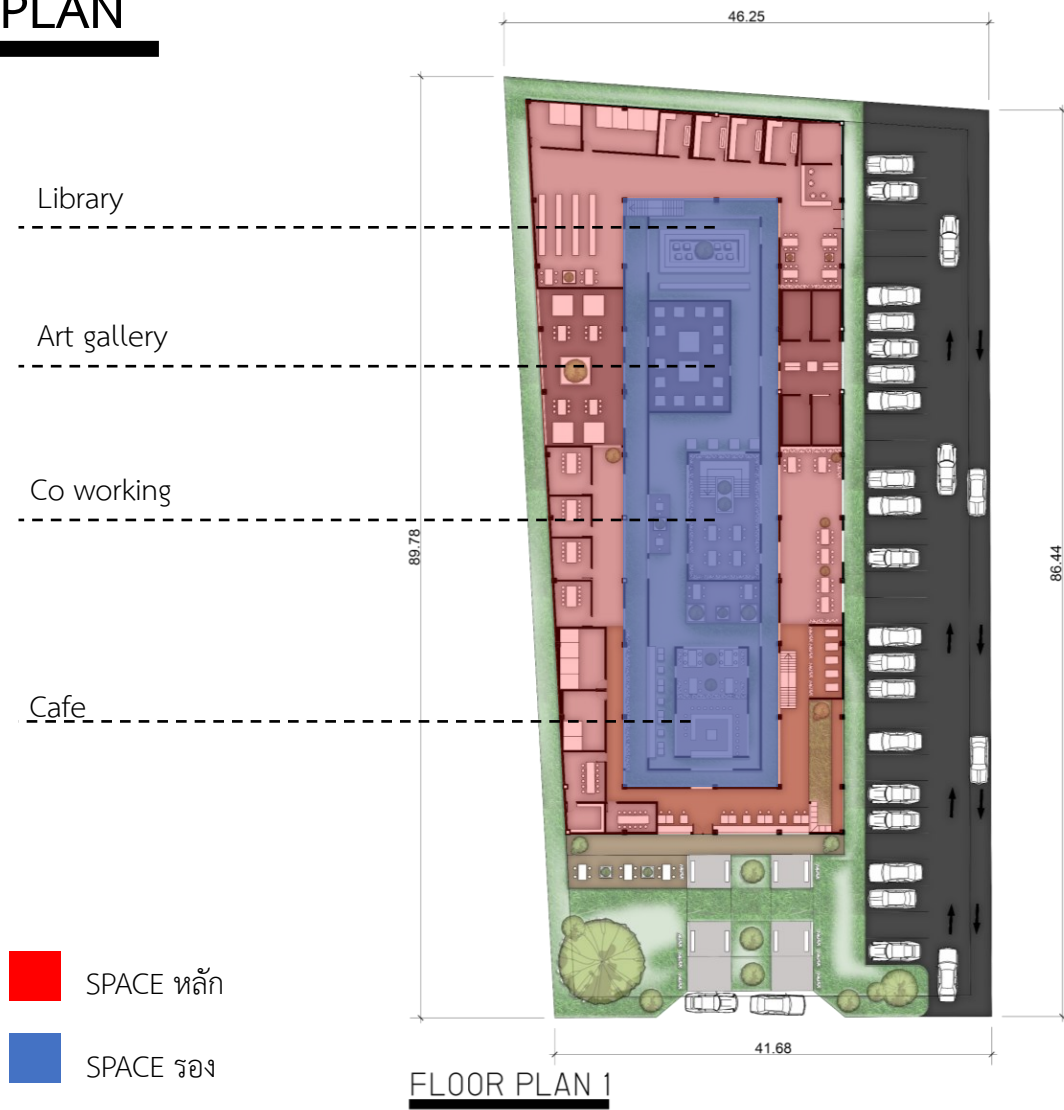 PLAN
46.25
Library
Art gallery
Co working
89.78
86.44
Cafe
41.68
SPACE หลัก
SPACE รอง
FLOOR PLAN 1